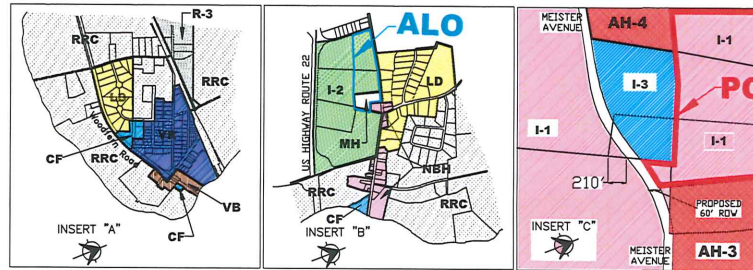 RRC
R-3
RRC
LD
VR
Woodfern Road
CF
RRC
VB
CF
INSERT "A"
ALO
US HIGHWAY ROUTE 22
I-2
LD
MH
NBH
RRC
RRC
CF
INSERT "B"
MEISTER
AVENUE
AH-4
I-1
I-3
PO
I-1
I-1
210'
PROPOSED
60' ROW
INSERT "C"
MEISTER
AVENUE
AH-3